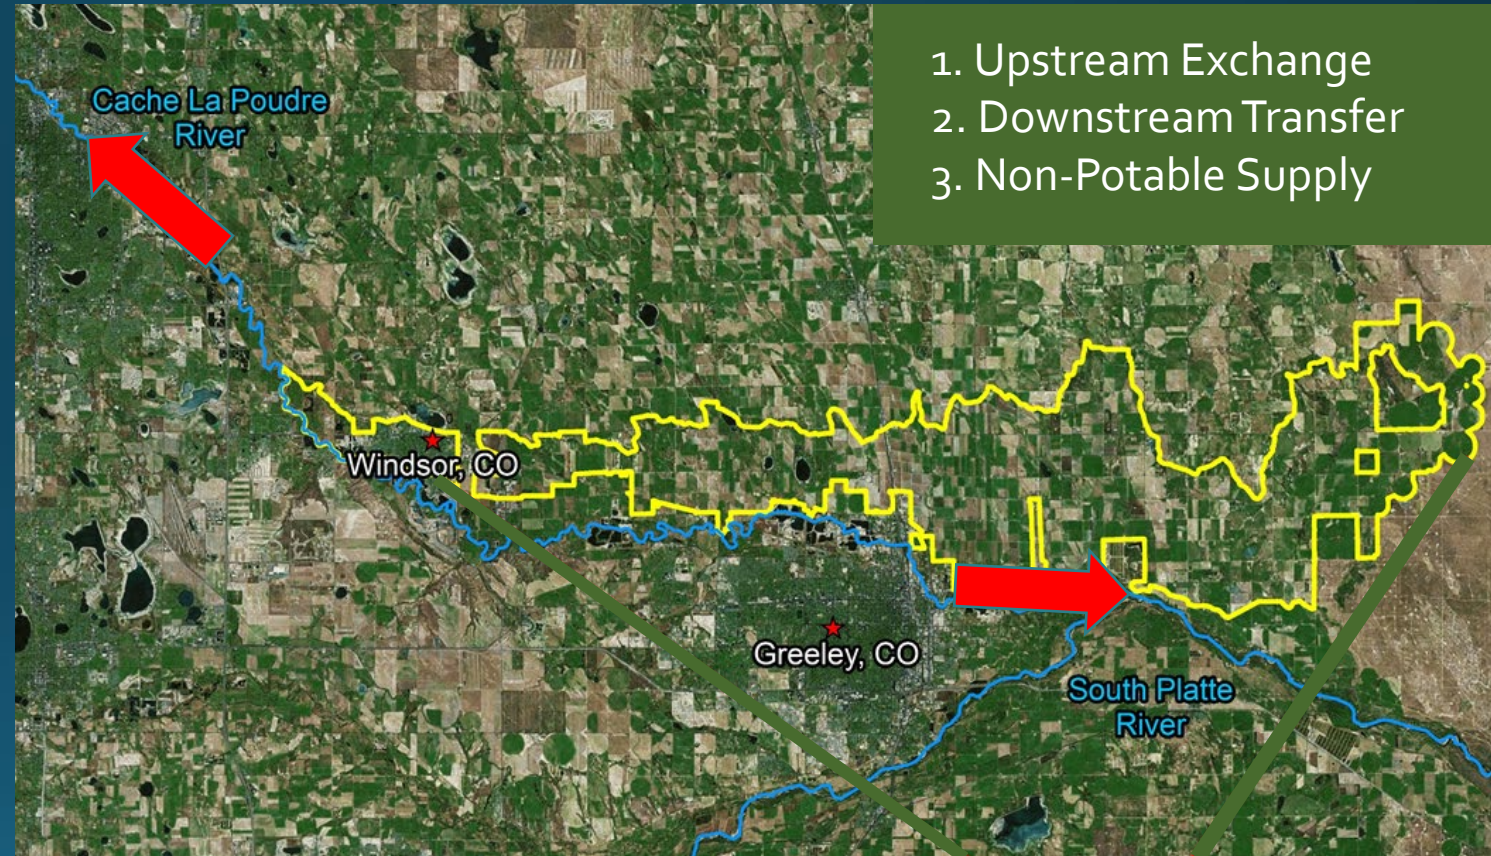 Cache La Poudre
River
1. Upstream Exchange
2. Downstream Transfer
3. Non-Potable Supply
Windsor, CO
Greeley, CO
South Platte
River